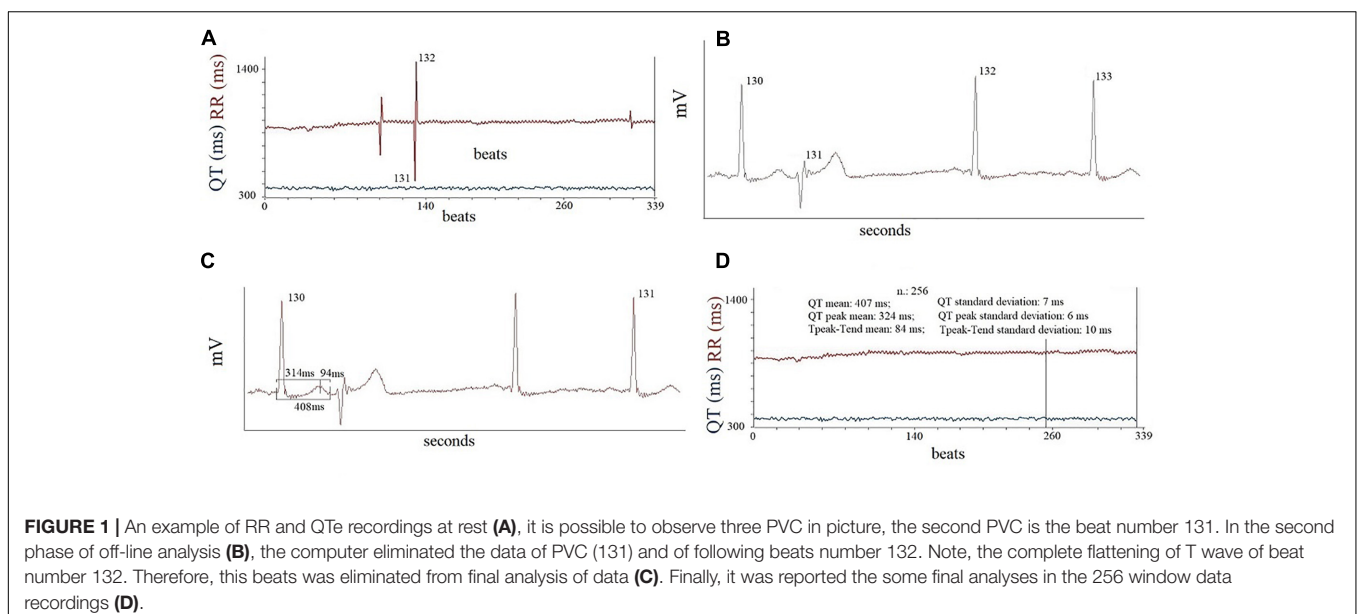 A
QT (ms) RR (ms)
1400
300
132
131
beats
0 140 260 339
beats
B
mV
130
131
132
133
seconds
C
mV
130
131
314ms 94ms
408ms
seconds
D
QT (ms) RR (ms)
1400
300
n.: 256
QT mean: 407 ms; QT standard deviation: 7 ms
QT peak mean: 324 ms; QT peak standard deviation: 6 ms
Tpeak-Tend mean: 84 ms; Tpeak-Tend standard deviation: 10 ms
0 140 260 339
beats
FIGURE 1 | An example of RR and QTe recordings at rest (A), it is possible to observe three PVC in picture, the second PVC is the beat number 131. In the second
phase of off-line analysis (B), the computer eliminated the data of PVC (131) and of following beats number 132. Note, the complete flattening of T wave of beat
number 132. Therefore, this beats was eliminated from final analysis of data (C). Finally, it was reported the some final analyses in the 256 window data
recordings (D).